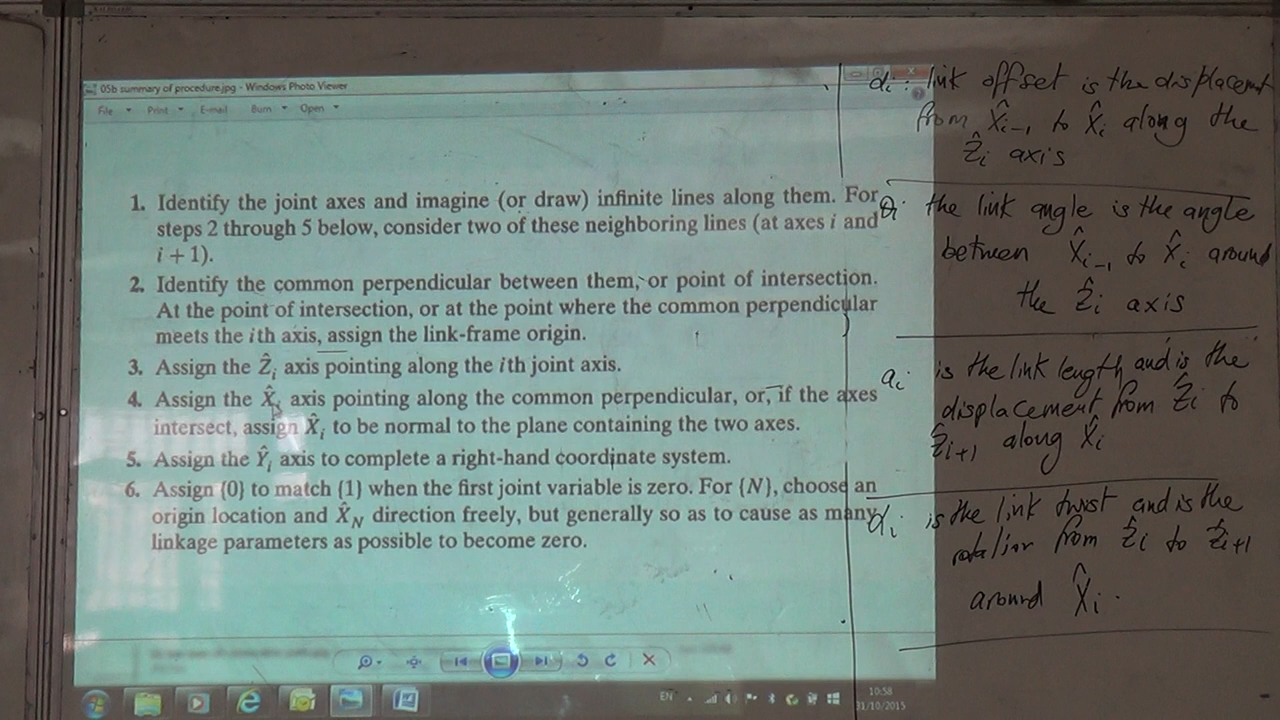 05b summary of procedure.jpg - Windows Photo Viewer
File Print E-mail Burn Open
1. Identify the joint axes and imagine (or draw) infinite lines along them. For
steps 2 through 5 below, consider two of these neighboring lines (at axes i and
i + 1).
2. Identify the common perpendicular between them, or point of intersection.
At the point of intersection, or at the point where the common perpendicular
meets the ith axis, assign the link-frame origin.
3. Assign the Ẑᵢ axis pointing along the ith joint axis.
4. Assign the X̂ᵢ axis pointing along the common perpendicular, or, if the axes
intersect, assign X̂ᵢ to be normal to the plane containing the two axes.
5. Assign the Ŷᵢ axis to complete a right-hand coordinate system.
6. Assign {0} to match {1} when the first joint variable is zero. For {N}, choose an
origin location and X̂_N direction freely, but generally so as to cause as many
linkage parameters as possible to become zero.
EN
10:58
31/10/2015
dᵢ: link offset is the displacement
from X̂ᵢ₋₁ to X̂ᵢ along the
Ẑᵢ axis
θᵢ the link angle is the angle
between X̂ᵢ₋₁ to X̂ᵢ around
the Ẑᵢ axis
aᵢ is the link length and is the
displacement from Ẑᵢ to
Ẑᵢ₊₁ along X̂ᵢ
αᵢ is the link twist and is the
rotation from Ẑᵢ to Ẑᵢ₊₁
around X̂ᵢ.